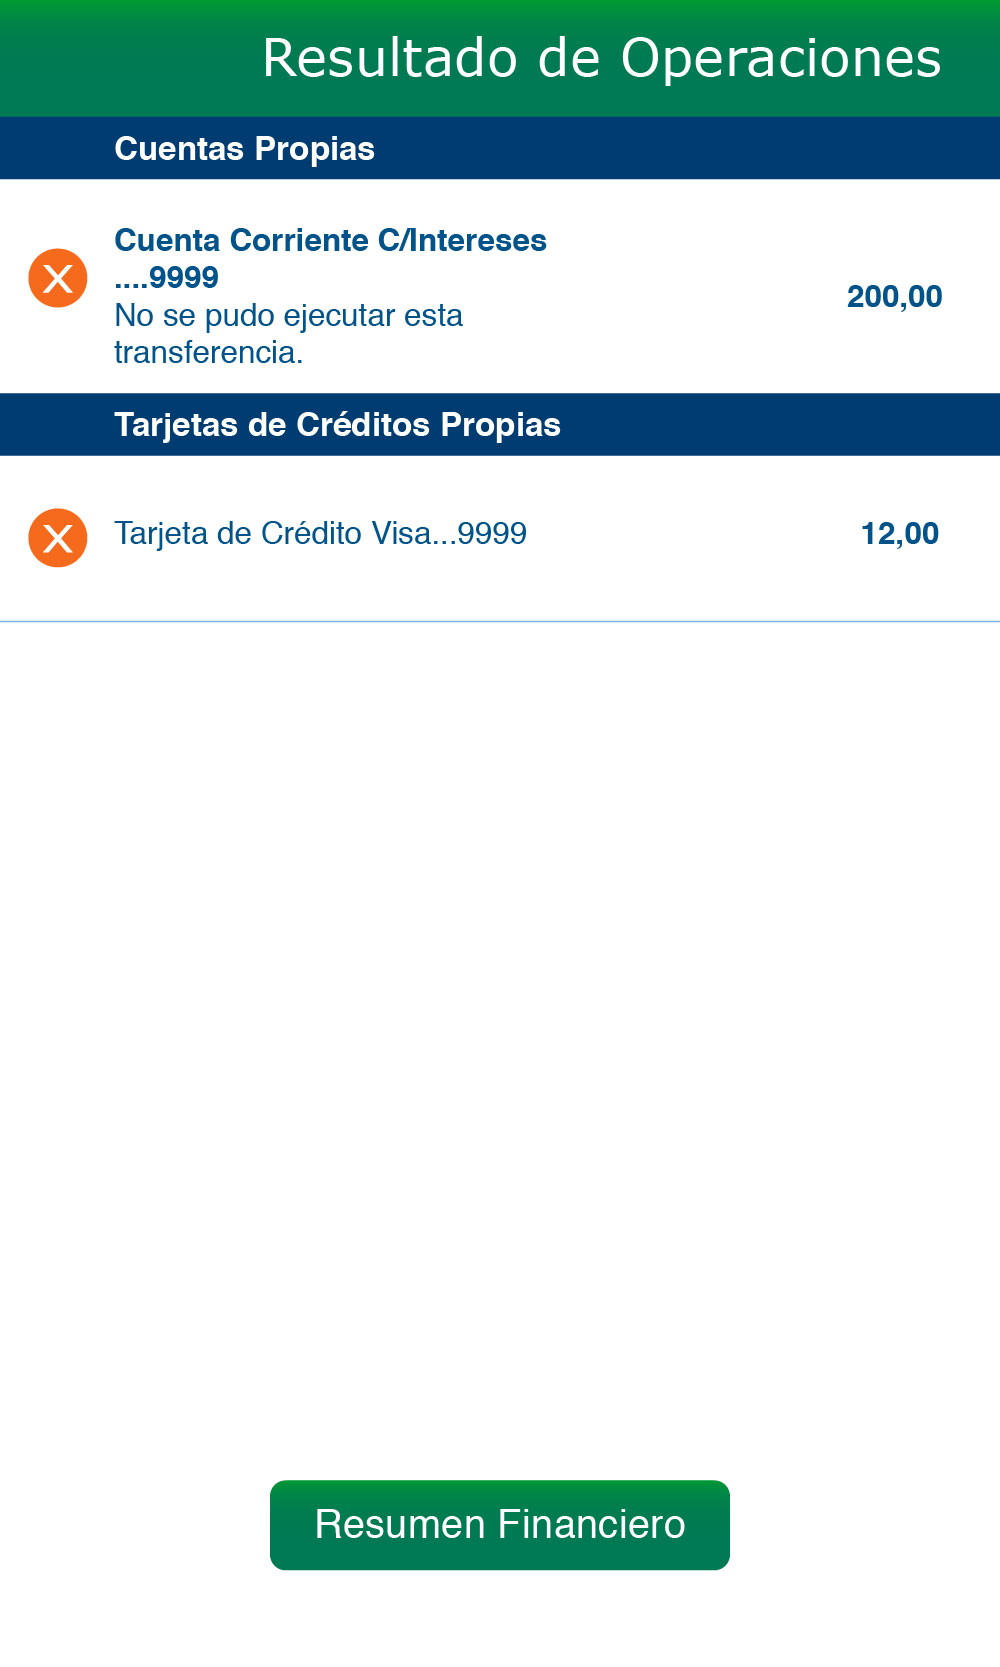 Resultado de Operaciones
Cuentas Propias
Cuenta Corriente C/Intereses
....9999
No se pudo ejecutar esta
transferencia.
200,00
Tarjetas de Créditos Propias
Tarjeta de Crédito Visa...9999
12,00
Resumen Financiero